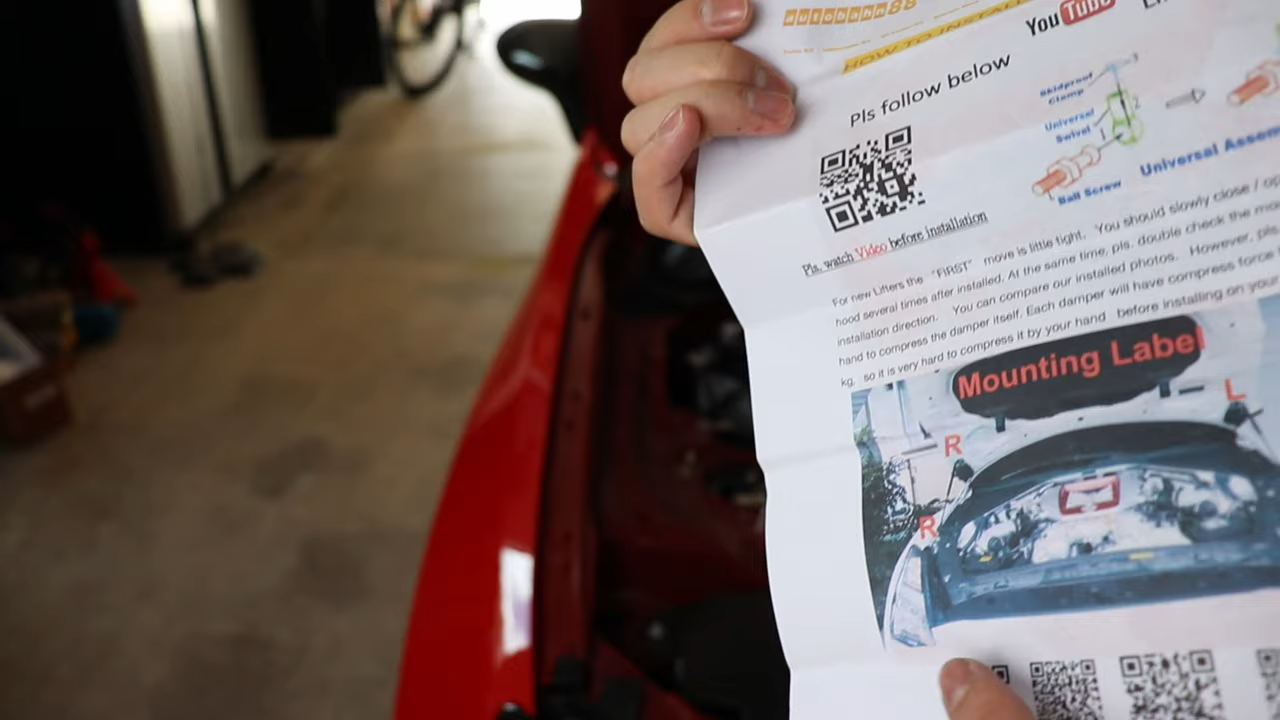 autobahn88
HOW TO INSTALL
YouTube
Pls follow below
Skidproof
Clamp
Universal
Swivel
Ball Screw
Universal
Pls, watch Video before installation
For new Lifters the "FIRST" move is little tight. You should slowly close /
hood several times after installed. At the same time, pls. double check the
installation direction. You can compare our installed photos. However, pls.
hand to compress the damper itself. Each damper will have compress force
kg, so it is very hard to compress it by your hand before installing on your
Mounting Label
L
R
R